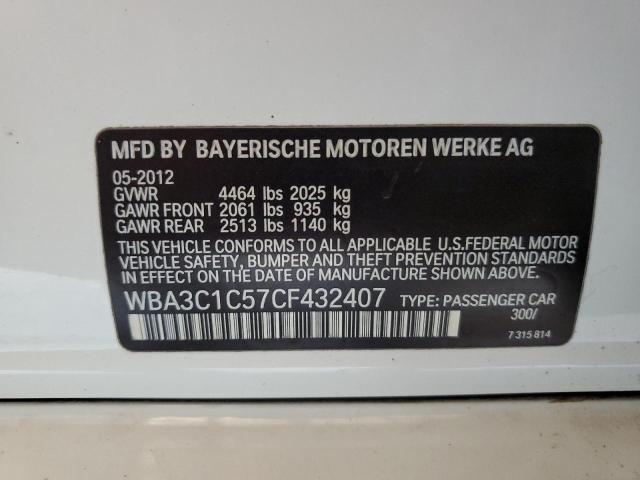 MFD BY BAYERISCHE MOTOREN WERKE AG
05-2012
GVWR 4464 lbs 2025 kg
GAWR FRONT 2061 lbs 935 kg
GAWR REAR 2513 lbs 1140 kg
THIS VEHICLE CONFORMS TO ALL APPLICABLE U.S.FEDERAL MOTOR
VEHICLE SAFETY, BUMPER AND THEFT PREVENTION STANDARDS
IN EFFECT ON THE DATE OF MANUFACTURE SHOWN ABOVE.
WBA3C1C57CF432407 TYPE: PASSENGER CAR
300/
7 315 814